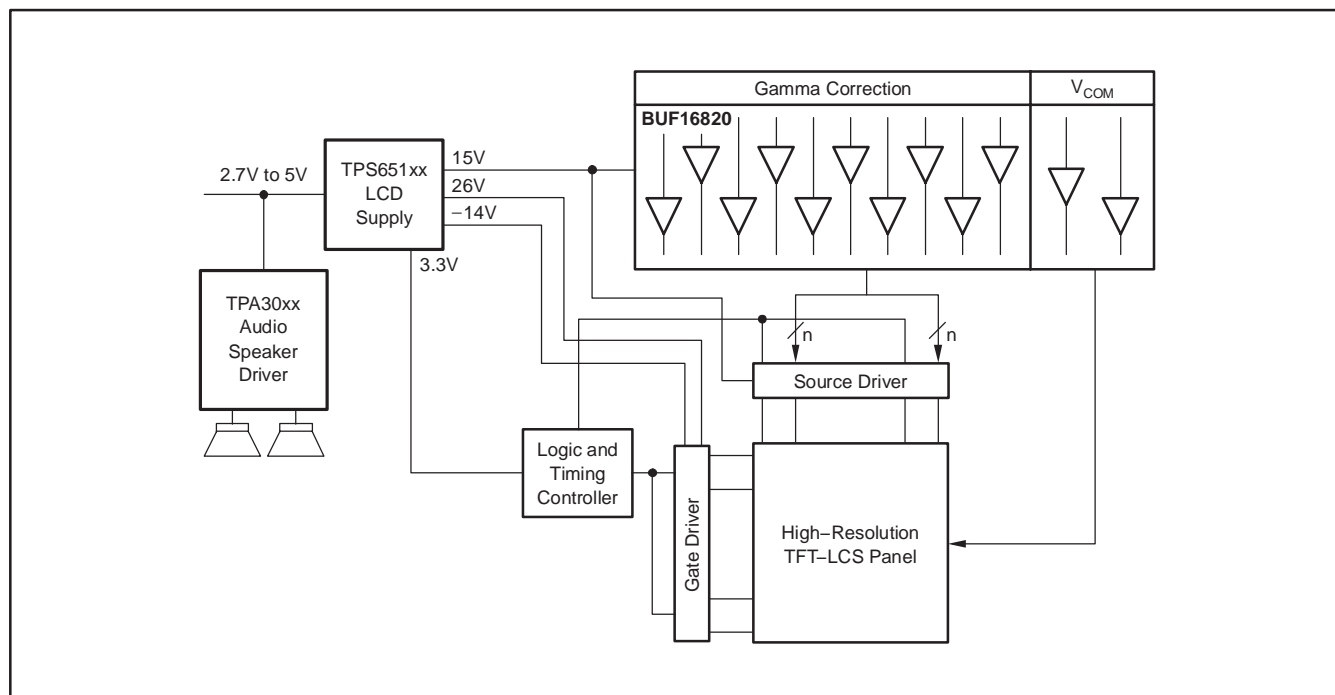 Gamma Correction
V_COM
BUF16820
2.7V to 5V
TPS651xx
LCD
Supply
15V
26V
−14V
3.3V
TPA30xx
Audio
Speaker
Driver
n
n
Source Driver
Logic and
Timing
Controller
Gate Driver
High−Resolution
TFT−LCS Panel